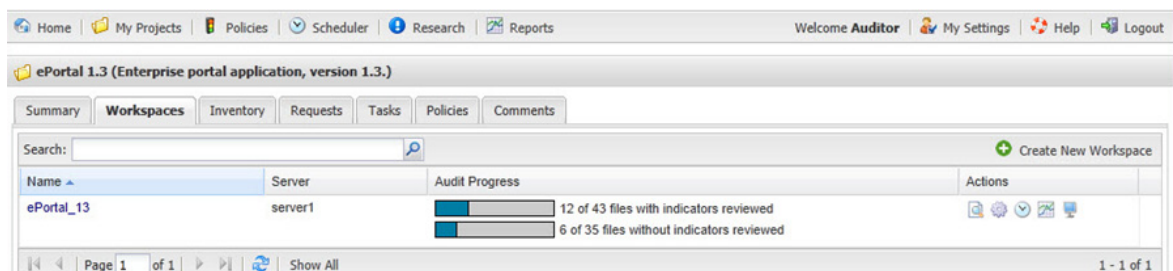 Home My Projects Policies Scheduler Research Reports Welcome Auditor My Settings Help Logout
ePortal 1.3 (Enterprise portal application, version 1.3.)
Summary Workspaces Inventory Requests Tasks Policies Comments
Search: Create New Workspace
Name Server Audit Progress Actions
ePortal_13 server1 12 of 43 files with indicators reviewed
6 of 35 files without indicators reviewed
Page 1 of 1 Show All 1 - 1 of 1